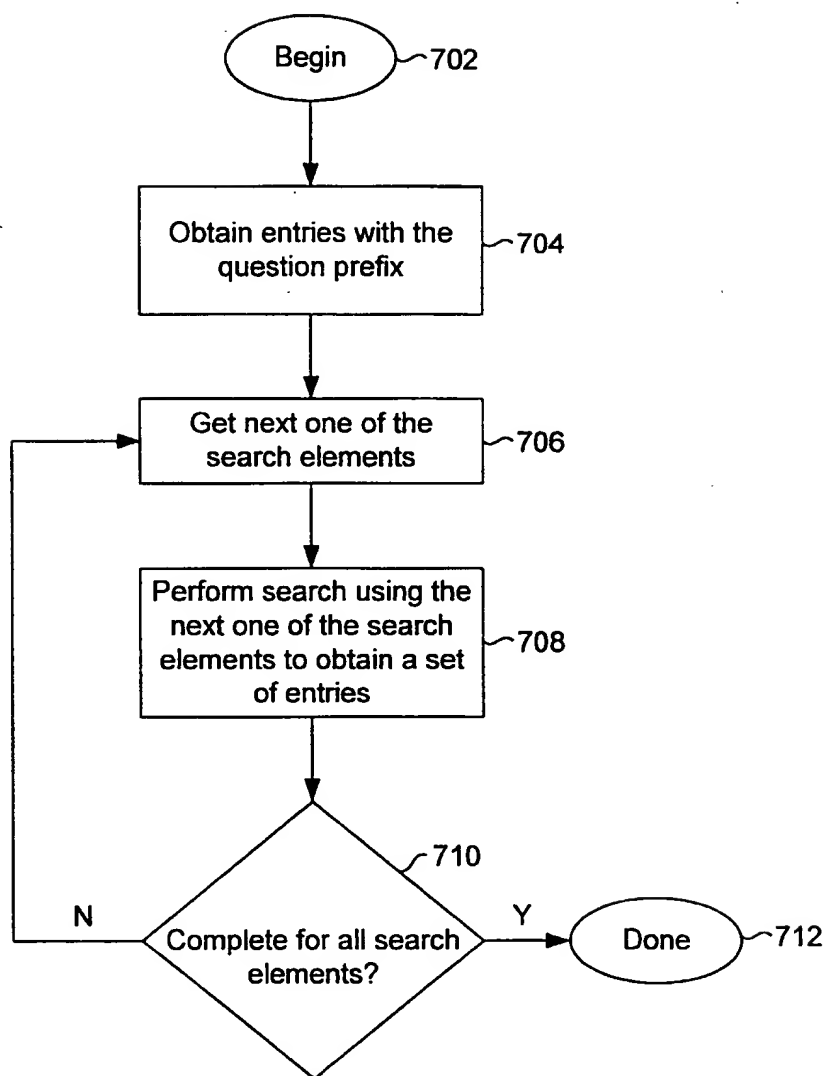 Begin
702
Obtain entries with the
question prefix
704
Get next one of the
search elements
706
Perform search using the
next one of the search
elements to obtain a set
of entries
708
710
Complete for all search
elements?
N
Y
Done
712